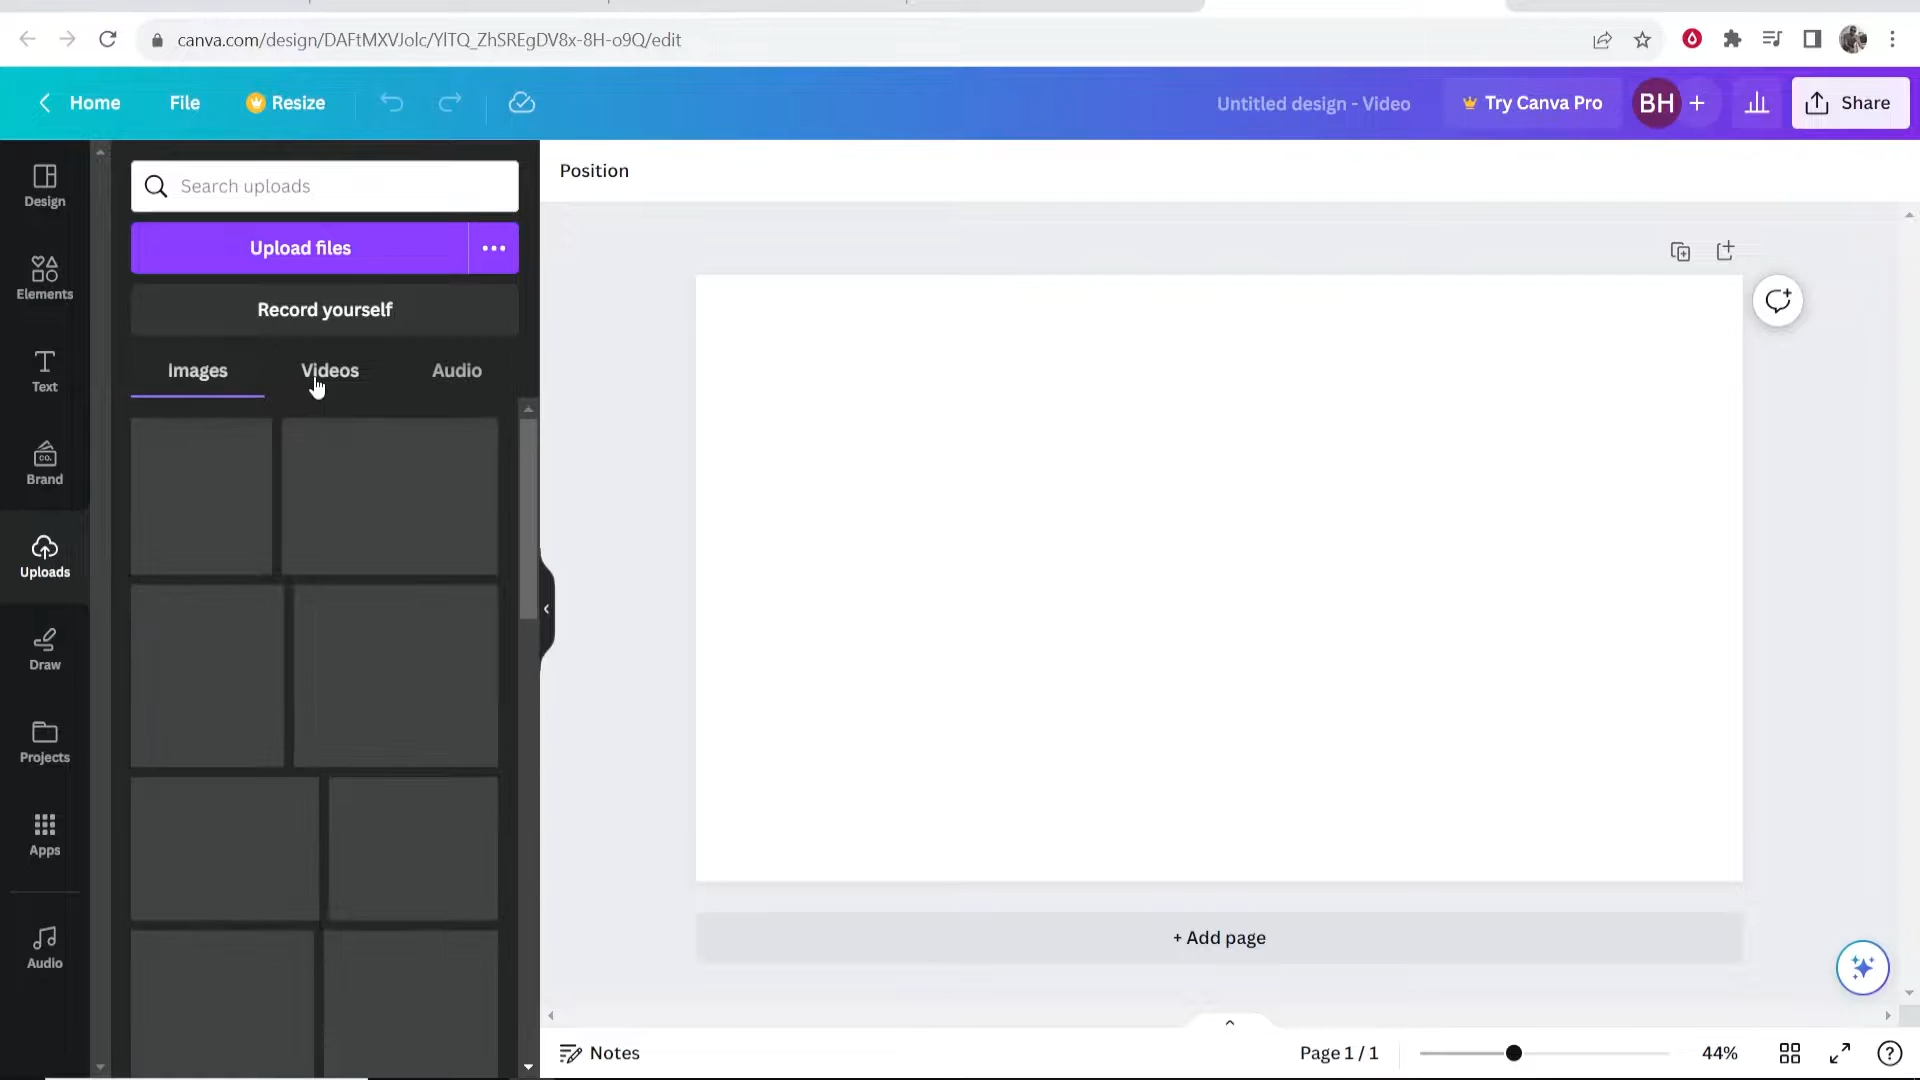 canva.com/design/DAFtMXVJolc/YlTQ_ZhSREgDV8x-8H-o9Q/edit
Home
File
Resize
Untitled design - Video
Try Canva Pro
BH
Share
Design
Elements
Text
Brand
CO.
Uploads
Draw
Projects
Apps
Audio
Search uploads
Upload files
Record yourself
Images
Videos
Audio
Position
+ Add page
Notes
Page 1 / 1
44%